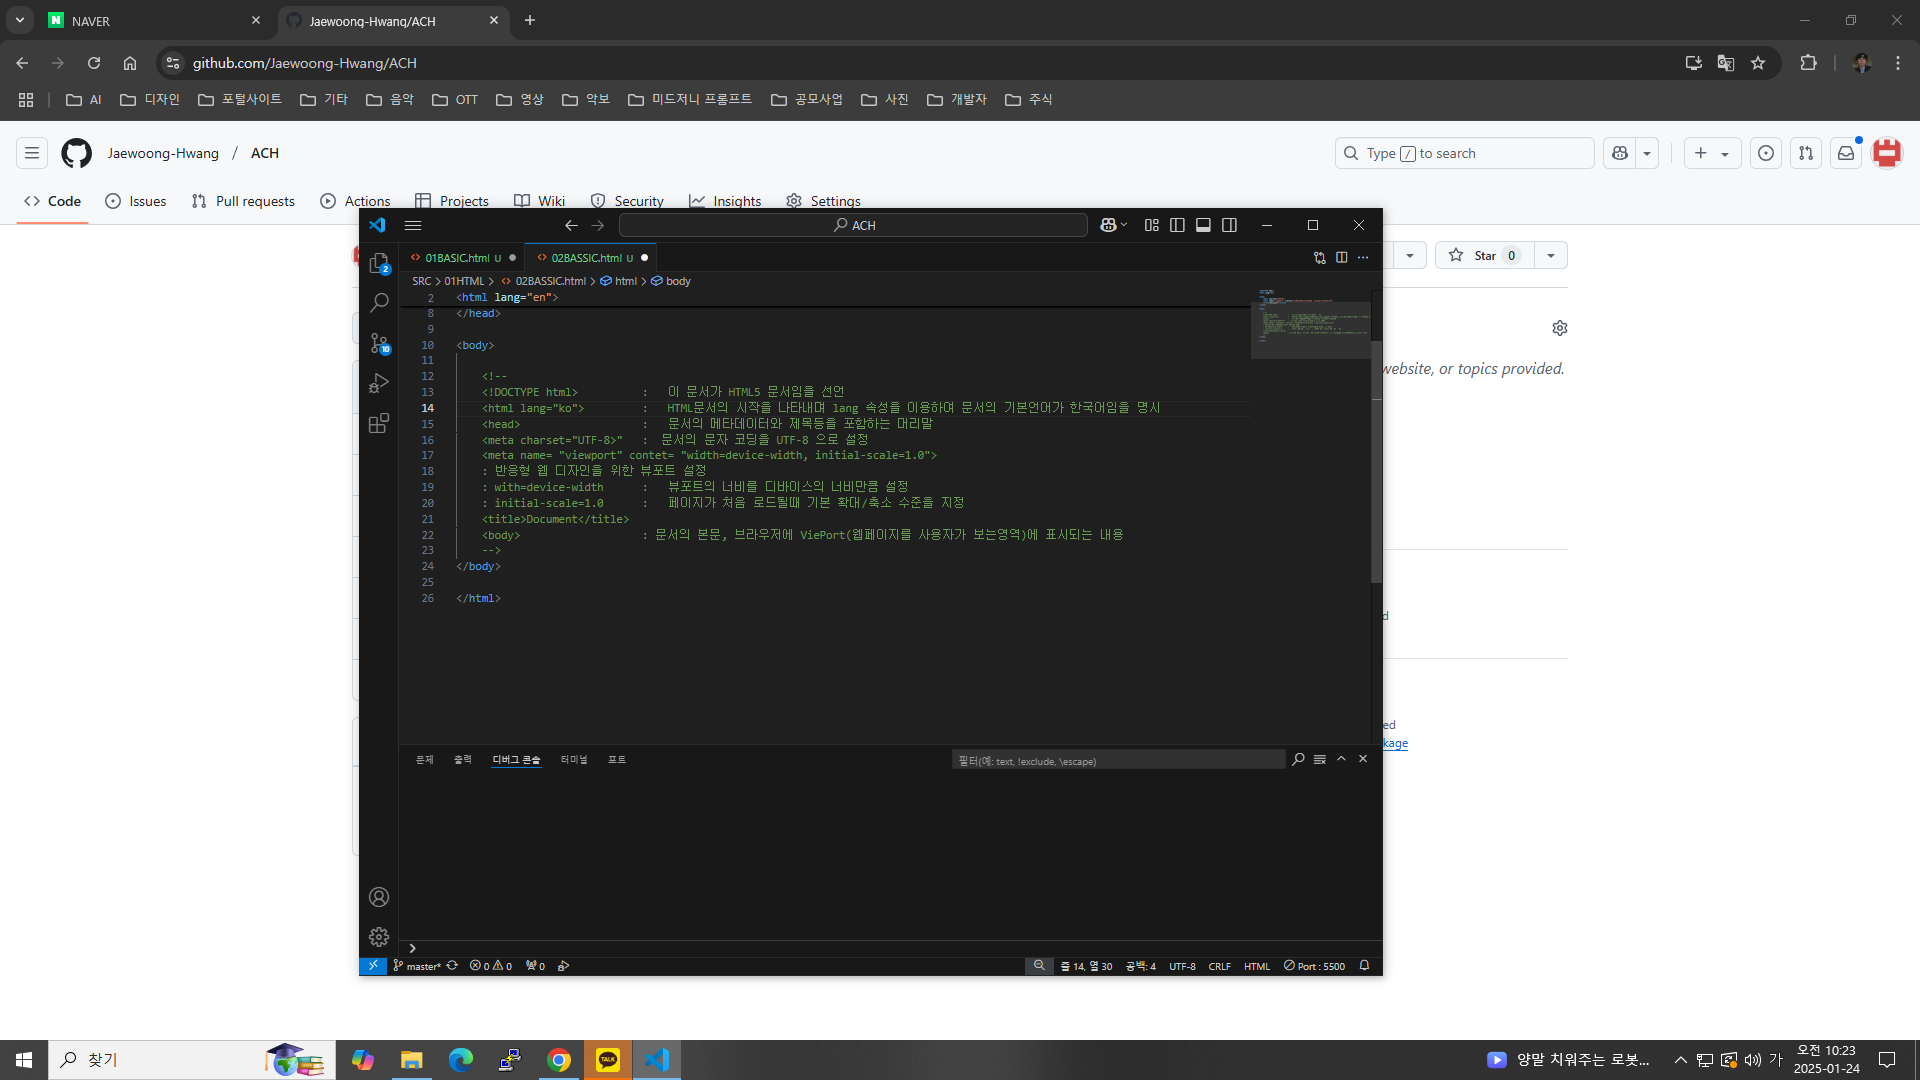 NAVER
Jaewoong-Hwang/ACH
github.com/Jaewoong-Hwang/ACH
AI 디자인 포털사이트 기타 음악 OTT 영상 악보 미드저니 프롬프트 공모사업 사진 개발자 주식
Jaewoong-Hwang / ACH
Type / to search
Code Issues Pull requests Actions Projects Wiki Security Insights Settings
ACH
01BASIC.html U
02BASSIC.html U
Star 0
SRC > 01HTML > 02BASSIC.html > html > body
2 <html lang="en">
8 </head>
9
10 <body>
11
12 <!--
13 <!DOCTYPE html> : 이 문서가 HTML5 문서임을 선언
14 <html lang="ko"> : HTML문서의 시작을 나타내며 lang 속성을 이용하여 문서의 기본언어가 한국어임을 명시
15 <head> : 문서의 메타데이터와 제목등을 포함하는 머리말
16 <meta charset="UTF-8>" : 문서의 문자 코딩을 UTF-8 으로 설정
17 <meta name= "viewport" contet= "width=device-width, initial-scale=1.0">
18 : 반응형 웹 디자인을 위한 뷰포트 설정
19 : with=device-width : 뷰포트의 너비를 디바이스의 너비만큼 설정
20 : initial-scale=1.0 : 페이지가 처음 로드될때 기본 확대/축소 수준을 지정
21 <title>Document</title>
22 <body> : 문서의 본문, 브라우저에 ViePort(웹페이지를 사용자가 보는영역)에 표시되는 내용
23 -->
24 </body>
25
26 </html>
website, or topics provided.
d
ed
kage
문제 출력 디버그 콘솔 터미널 포트
필터(예: text, !exclude, \escape)
master* 0 0 0
줄 14, 열 30 공백: 4 UTF-8 CRLF HTML Port : 5500
2
10
찾기
TALK
양말 치워주는 로봇...
가
오전 10:23
2025-01-24